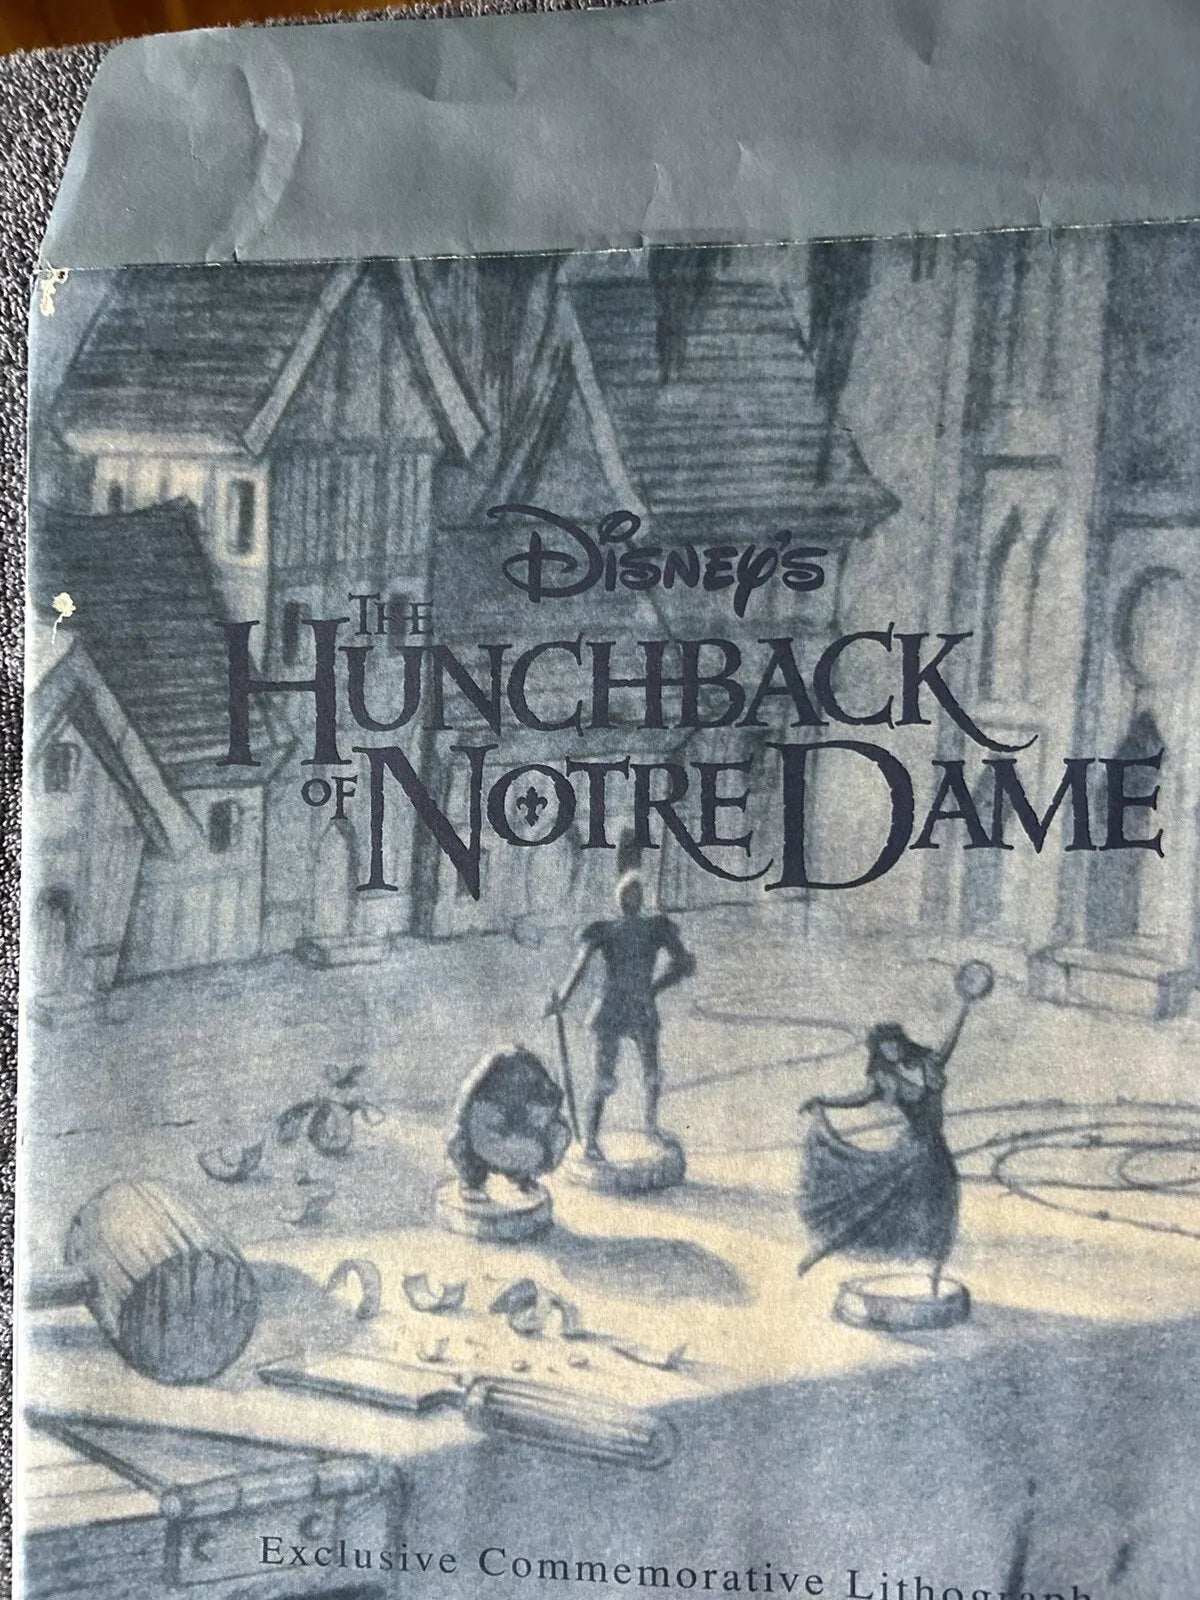 Disney's
The
Hunchback
of Notre Dame
Exclusive Commemorative Lithograph